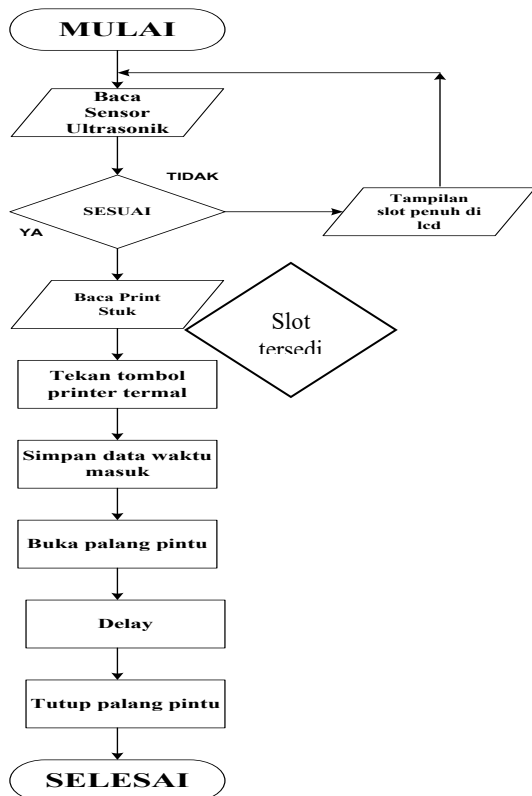 MULAI
Baca
Sensor
Ultrasonik
TIDAK
SESUAI
YA
Tampilan
slot penuh di
lcd
Baca Print
Stuk
Slot
tersedi
Tekan tombol
printer termal
Simpan data waktu
masuk
Buka palang pintu
Delay
Tutup palang pintu
SELESAI